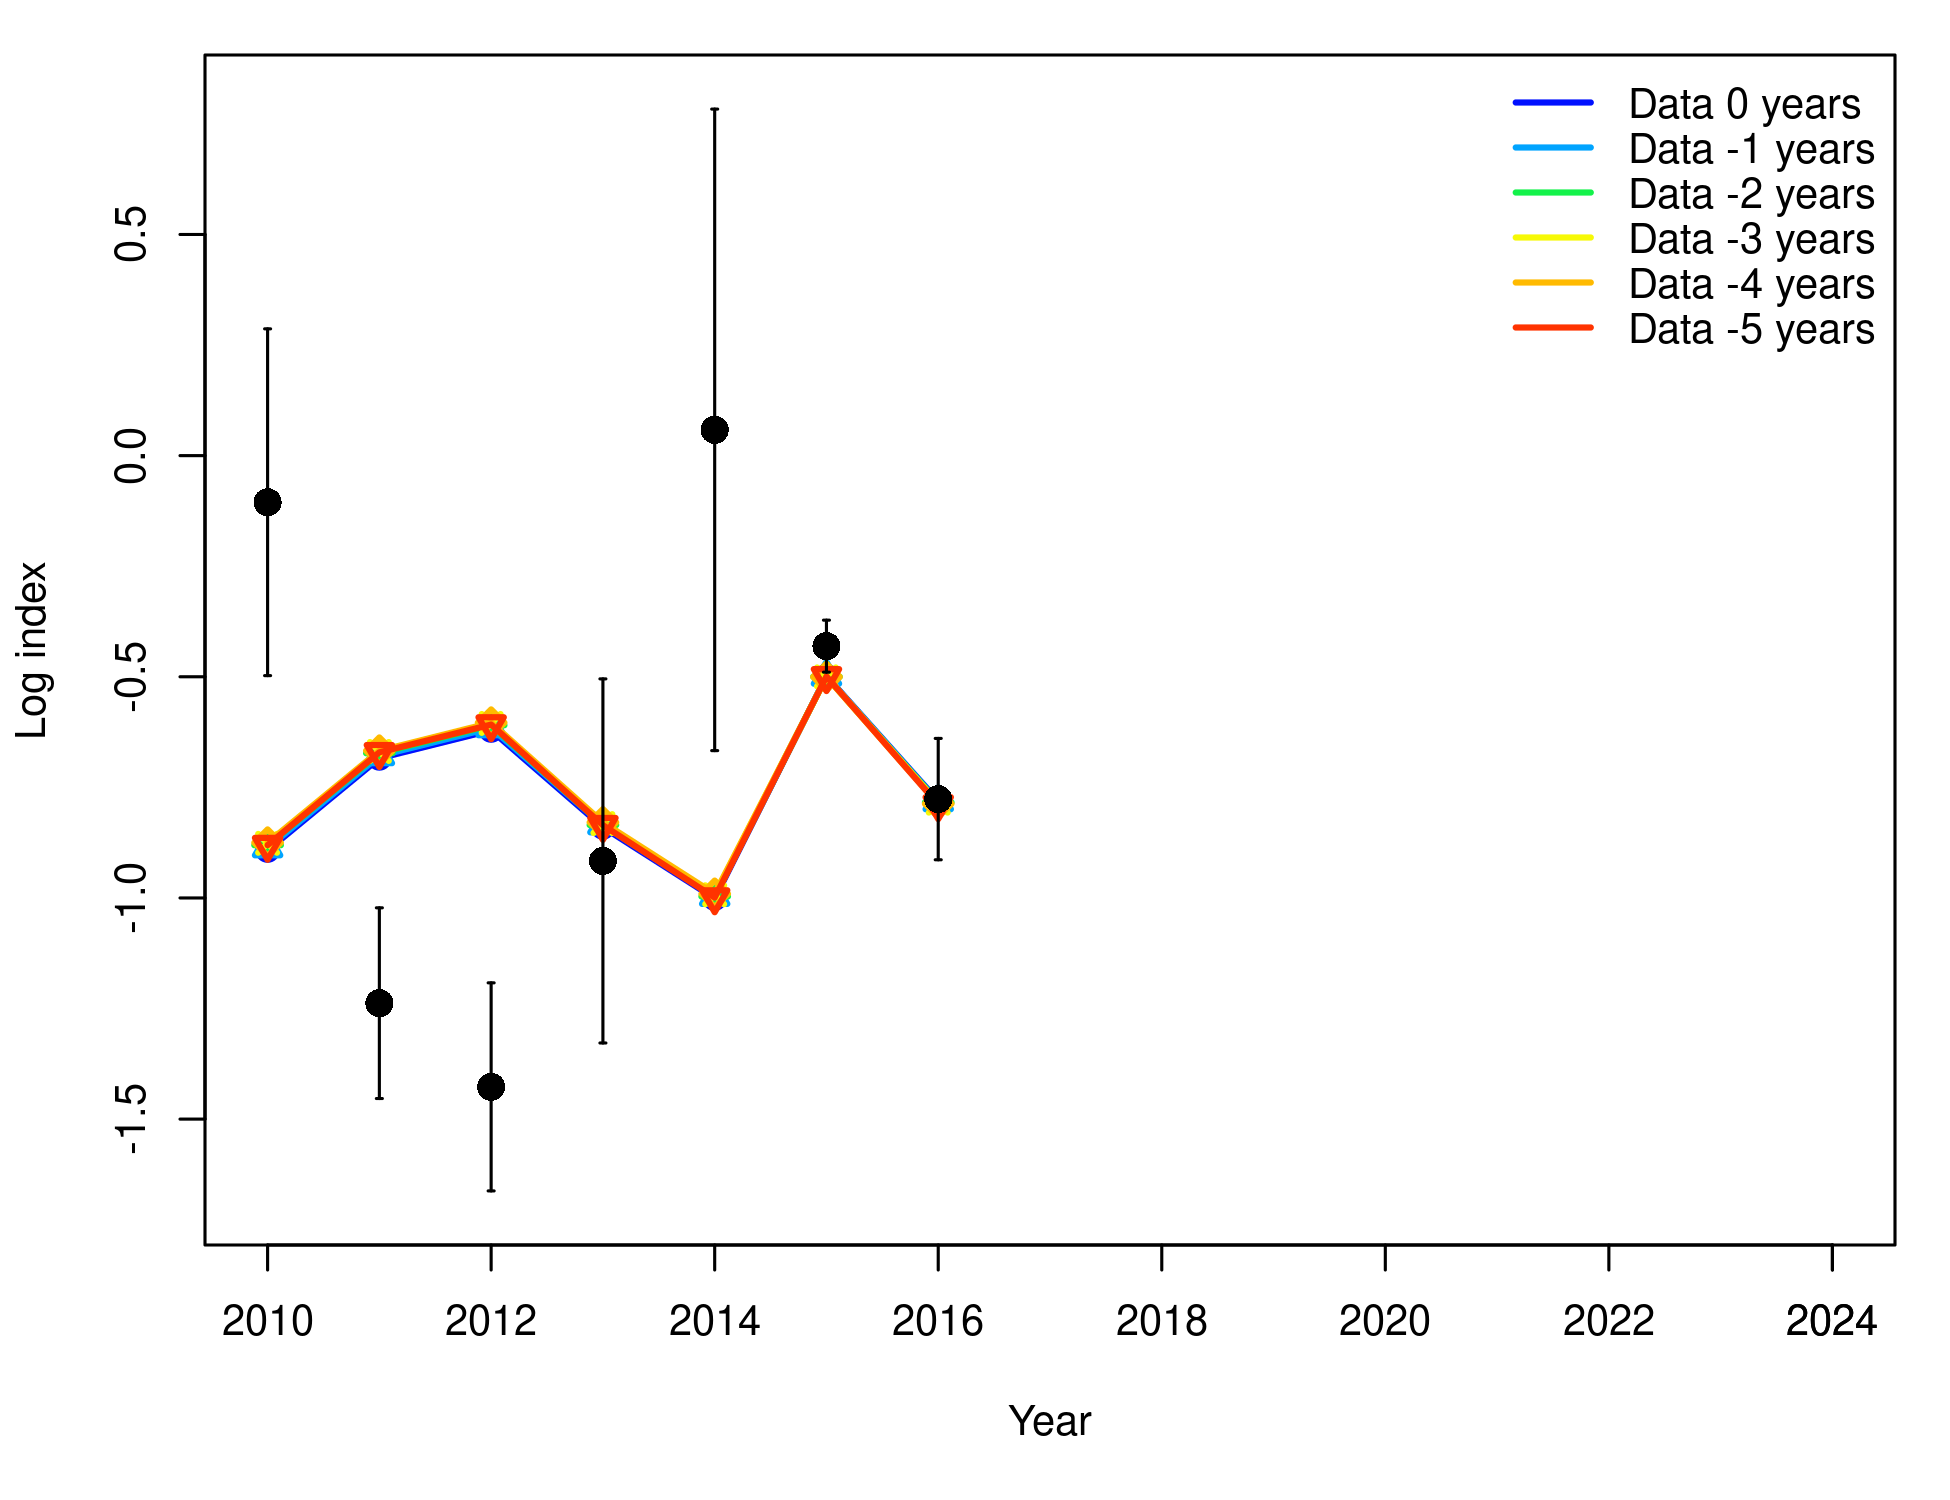 Data 0 years
Data -1 years
Data -2 years
Data -3 years
Data -4 years
Data -5 years
0.5
0.0
-0.5
-1.0
-1.5
Log index
2010 2012 2014 2016 2018 2020 2022 2024
Year